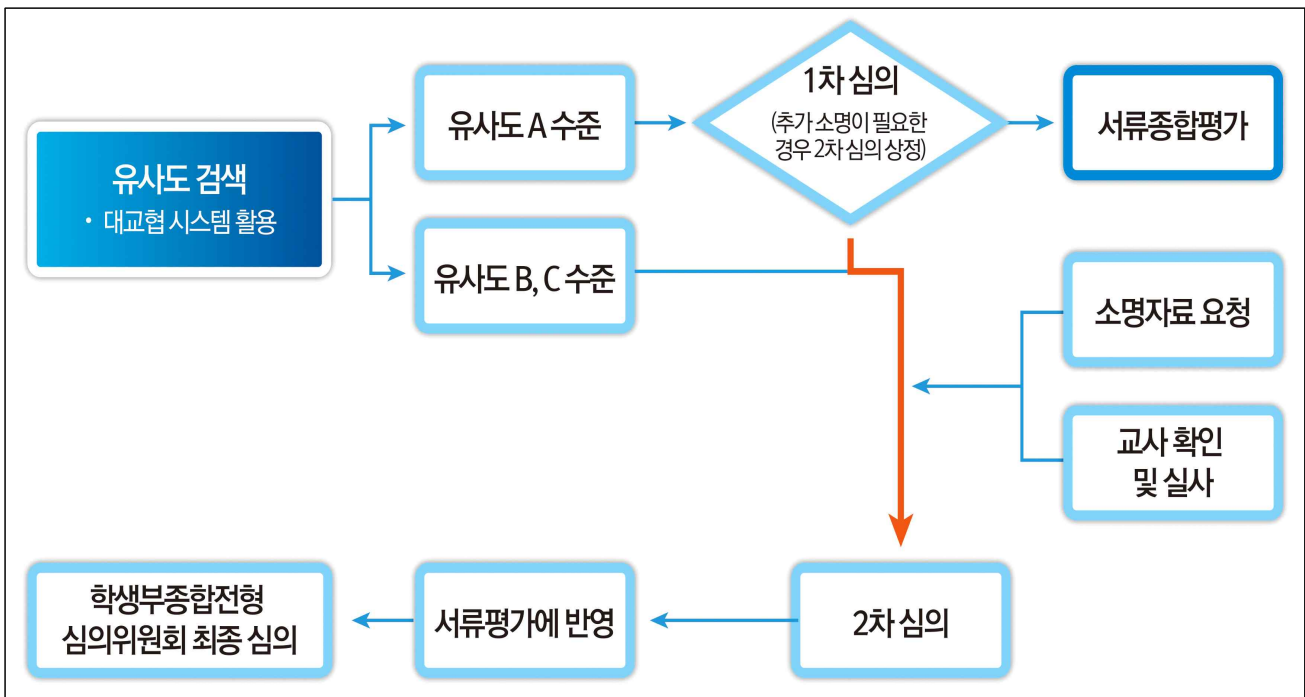 유사도 검색
• 대교협 시스템 활용
유사도 A 수준
1차 심의
(추가 소명이 필요한
경우 2차 심의 상정)
서류종합평가
유사도 B, C 수준
소명자료 요청
교사 확인
및 실사
2차 심의
서류평가에 반영
학생부종합전형
심의위원회 최종 심의